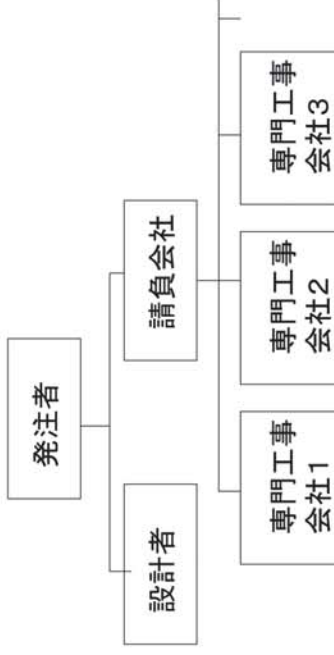 発注者
設計者
請負会社
専門工事
会社1
専門工事
会社2
専門工事
会社3